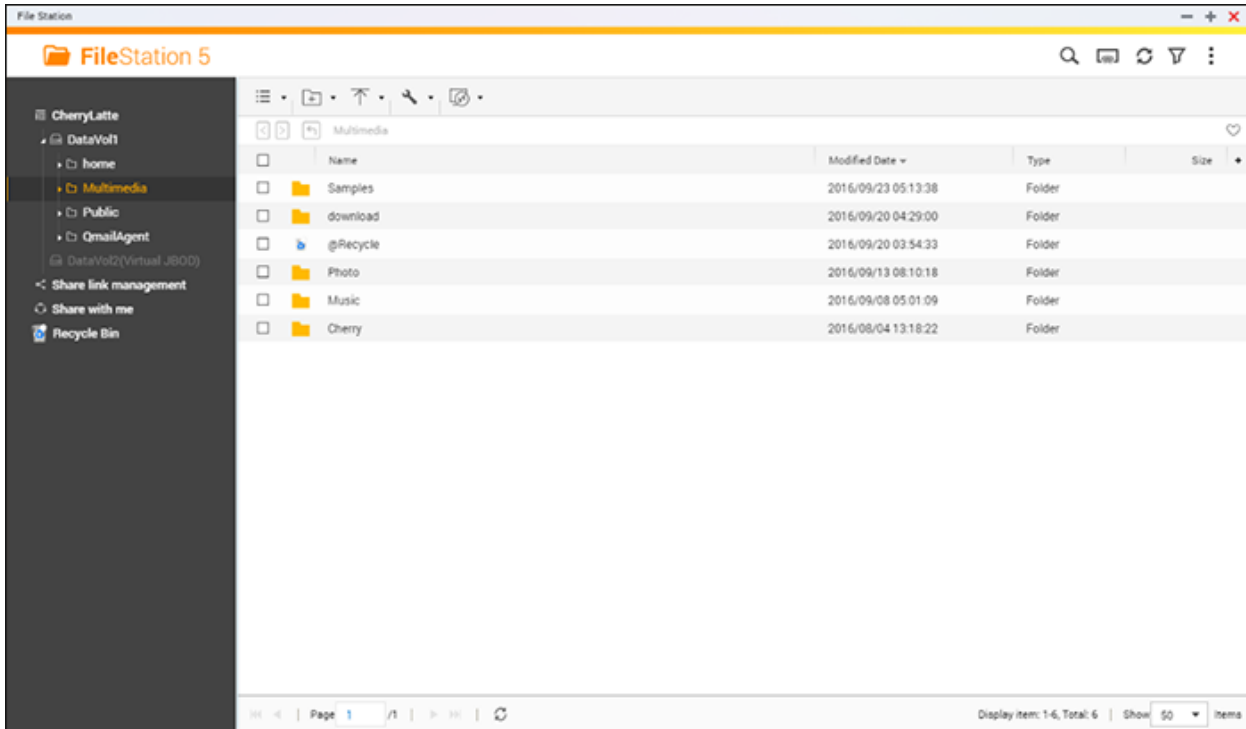 File Station
FileStation 5
CherryLatte
DataVol1
home
Multimedia
Public
QmailAgent
DataVol2(Virtual JBOD)
Share link management
Share with me
Recycle Bin
Multimedia
Name Modified Date Type Size
Samples 2016/09/23 05:13:38 Folder
download 2016/09/20 04:29:00 Folder
@Recycle 2016/09/20 03:54:33 Folder
Photo 2016/09/13 08:10:18 Folder
Music 2016/09/08 05:01:09 Folder
Cherry 2016/08/04 13:18:22 Folder
Page 1 /1 Display item: 1-6, Total: 6 | Show 50 Items